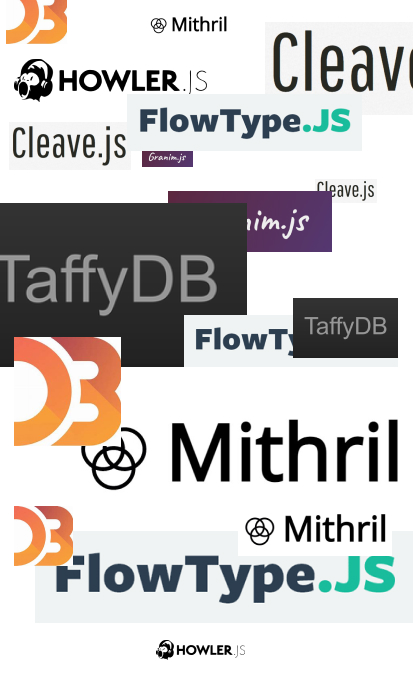 Mithril
Cleav
HOWLER.JS
FlowType.JS
Cleave.js
Granim.js
Cleave.js
nim.js
TaffyDB
TaffyDB
FlowTy
Mithril
Mithril
FlowType.JS
HOWLER.JS